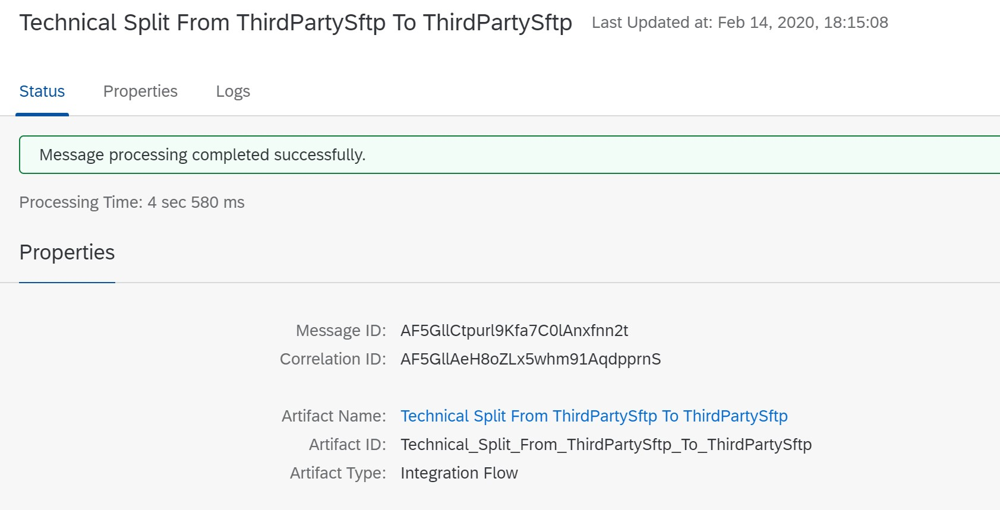 Technical Split From ThirdPartySftp To ThirdPartySftp Last Updated at: Feb 14, 2020, 18:15:08
Status Properties Logs
Message processing completed successfully.
Processing Time: 4 sec 580 ms
Properties
Message ID: AF5GllCtpurl9Kfa7C0lAnxfnn2t
Correlation ID: AF5GllAeH8oZLx5whm91AqdpprnS
Artifact Name: Technical Split From ThirdPartySftp To ThirdPartySftp
Artifact ID: Technical_Split_From_ThirdPartySftp_To_ThirdPartySftp
Artifact Type: Integration Flow